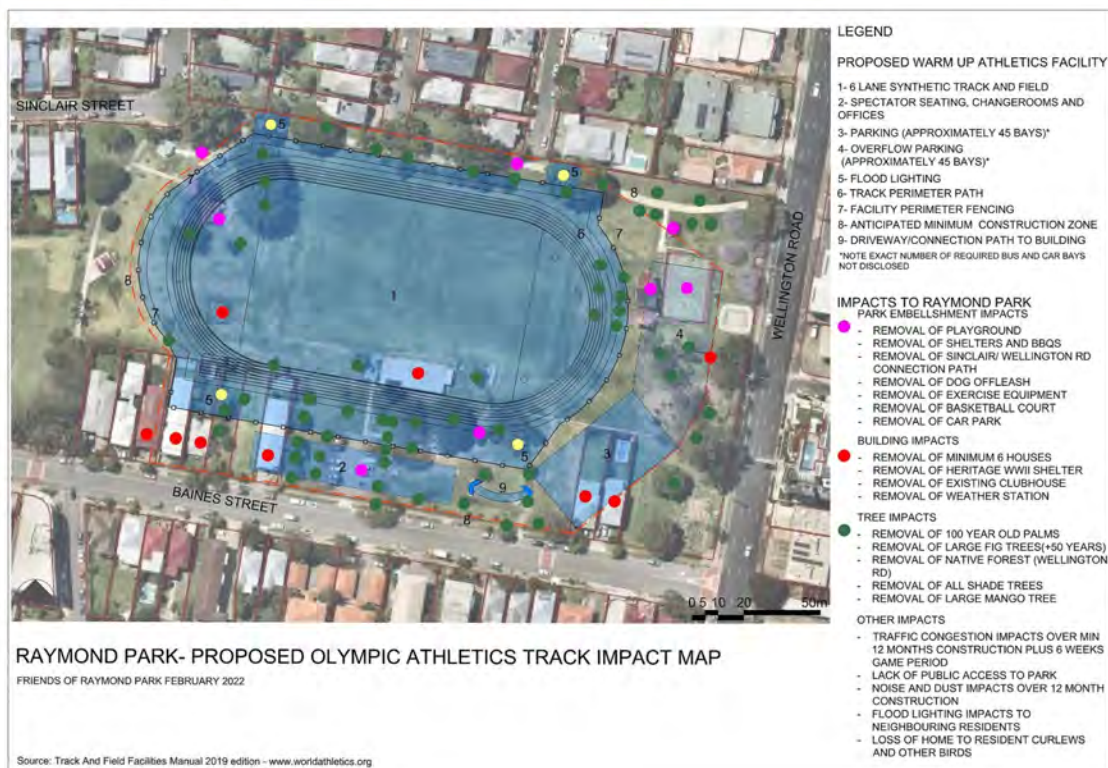 SINCLAIR STREET
WELLINGTON ROAD
BAINES STREET
5
5
7
8
6
7
1
4
8
7
5
5
3
2
9
8
0 5 10 20 50m
LEGEND
PROPOSED WARM UP ATHLETICS FACILITY
1- 6 LANE SYNTHETIC TRACK AND FIELD
2- SPECTATOR SEATING, CHANGEROOMS AND
OFFICES
3- PARKING (APPROXIMATELY 45 BAYS)*
4- OVERFLOW PARKING
(APPROXIMATELY 45 BAYS)*
5- FLOOD LIGHTING
6- TRACK PERIMETER PATH
7- FACILITY PERIMETER FENCING
8- ANTICIPATED MINIMUM CONSTRUCTION ZONE
9- DRIVEWAY/CONNECTION PATH TO BUILDING
*NOTE EXACT NUMBER OF REQUIRED BUS AND CAR BAYS
NOT DISCLOSED
IMPACTS TO RAYMOND PARK
PARK EMBELLSHMENT IMPACTS
- REMOVAL OF PLAYGROUND
- REMOVAL OF SHELTERS AND BBQS
- REMOVAL OF SINCLAIR/ WELLINGTON RD
CONNECTION PATH
- REMOVAL OF DOG OFFLEASH
- REMOVAL OF EXERCISE EQUIPMENT
- REMOVAL OF BASKETBALL COURT
- REMOVAL OF CAR PARK
BUILDING IMPACTS
- REMOVAL OF MINIMUM 6 HOUSES
- REMOVAL OF HERITAGE WWII SHELTER
- REMOVAL OF EXISTING CLUBHOUSE
- REMOVAL OF WEATHER STATION
TREE IMPACTS
- REMOVAL OF 100 YEAR OLD PALMS
- REMOVAL OF LARGE FIG TREES(+50 YEARS)
- REMOVAL OF NATIVE FOREST (WELLINGTON
RD)
- REMOVAL OF ALL SHADE TREES
- REMOVAL OF LARGE MANGO TREE
OTHER IMPACTS
- TRAFFIC CONGESTION IMPACTS OVER MIN
12 MONTHS CONSTRUCTION PLUS 6 WEEKS
GAME PERIOD
- LACK OF PUBLIC ACCESS TO PARK
- NOISE AND DUST IMPACTS OVER 12 MONTH
CONSTRUCTION
- FLOOD LIGHTING IMPACTS TO
NEIGHBOURING RESIDENTS
- LOSS OF HOME TO RESIDENT CURLEWS
AND OTHER BIRDS
RAYMOND PARK- PROPOSED OLYMPIC ATHLETICS TRACK IMPACT MAP
FRIENDS OF RAYMOND PARK FEBRUARY 2022
Source: Track And Field Facilities Manual 2019 edition - www.worldathletics.org